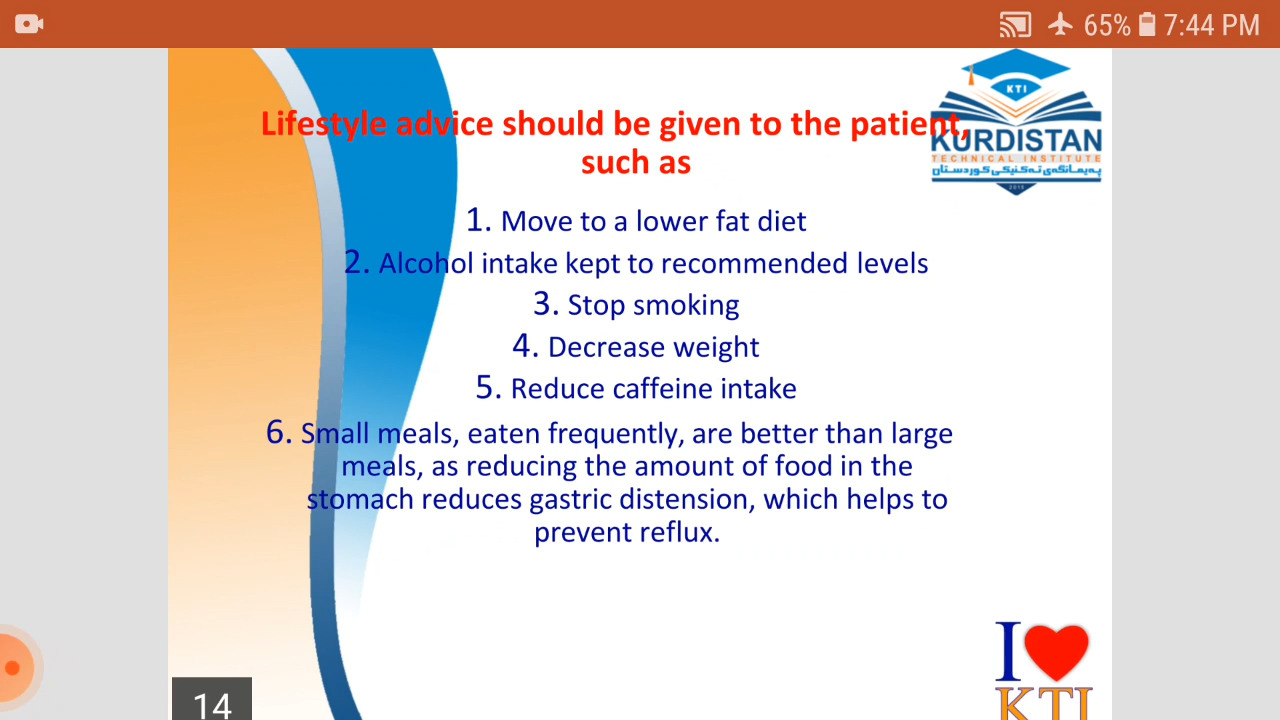 65% 7:44 PM
KTI
Lifestyle advice should be given to the patient,
such as
KURDISTAN
TECHNICAL INSTITUTE
پەیمانگەی تەکنیکی کوردستان
2015
1. Move to a lower fat diet
2. Alcohol intake kept to recommended levels
3. Stop smoking
4. Decrease weight
5. Reduce caffeine intake
6. Small meals, eaten frequently, are better than large
meals, as reducing the amount of food in the
stomach reduces gastric distension, which helps to
prevent reflux.
I
KTI
14